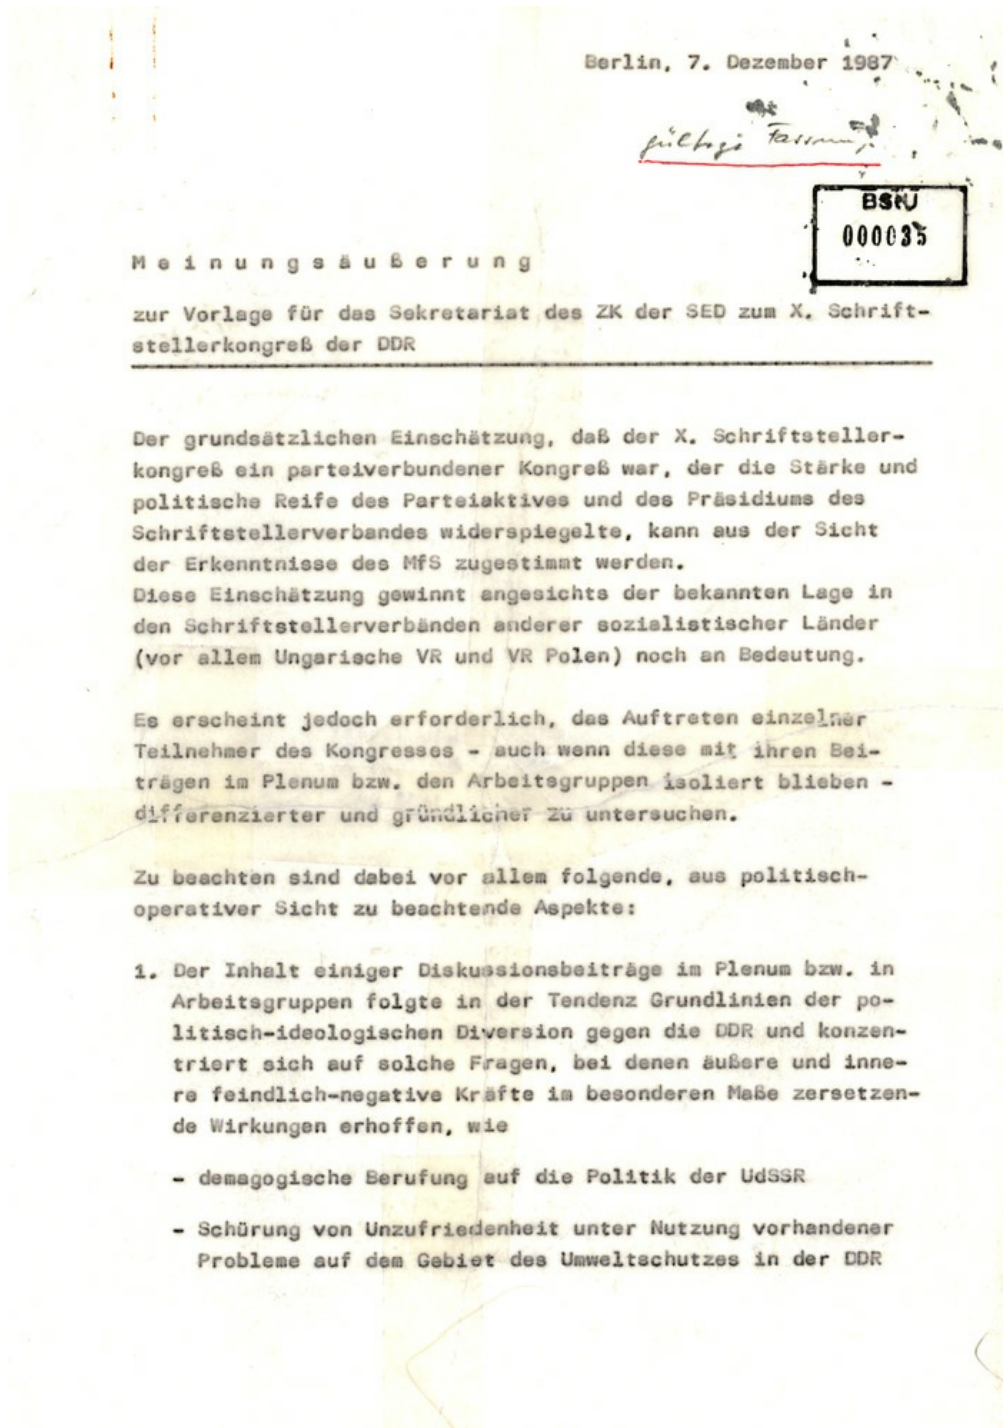 Berlin, 7. Dezember 1987
gültige Fassung
BStU
000035
Meinungsäußerung
zur Vorlage für das Sekretariat des ZK der SED zum X. Schrift-
stellerkongreß der DDR
Der grundsätzlichen Einschätzung, daß der X. Schriftsteller-
kongreß ein parteiverbundener Kongreß war, der die Stärke und
politische Reife des Parteiaktives und des Präsidiums des
Schriftstellerverbandes widerspiegelte, kann aus der Sicht
der Erkenntnisse des MfS zugestimmt werden.
Diese Einschätzung gewinnt angesichts der bekannten Lage in
den Schriftstellerverbänden anderer sozialistischer Länder
(vor allem Ungarische VR und VR Polen) noch an Bedeutung.
Es erscheint jedoch erforderlich, das Auftreten einzelner
Teilnehmer des Kongresses - auch wenn diese mit ihren Bei-
trägen im Plenum bzw. den Arbeitsgruppen isoliert blieben -
differenzierter und gründlicher zu untersuchen.
Zu beachten sind dabei vor allem folgende, aus politisch-
operativer Sicht zu beachtende Aspekte:
1. Der Inhalt einiger Diskussionsbeiträge im Plenum bzw. in
Arbeitsgruppen folgte in der Tendenz Grundlinien der po-
litisch-ideologischen Diversion gegen die DDR und konzen-
triert sich auf solche Fragen, bei denen äußere und inne-
re feindlich-negative Kräfte im besonderen Maße zersetzen-
de Wirkungen erhoffen, wie
- demagogische Berufung auf die Politik der UdSSR
- Schürung von Unzufriedenheit unter Nutzung vorhandener
Probleme auf dem Gebiet des Umweltschutzes in der DDR